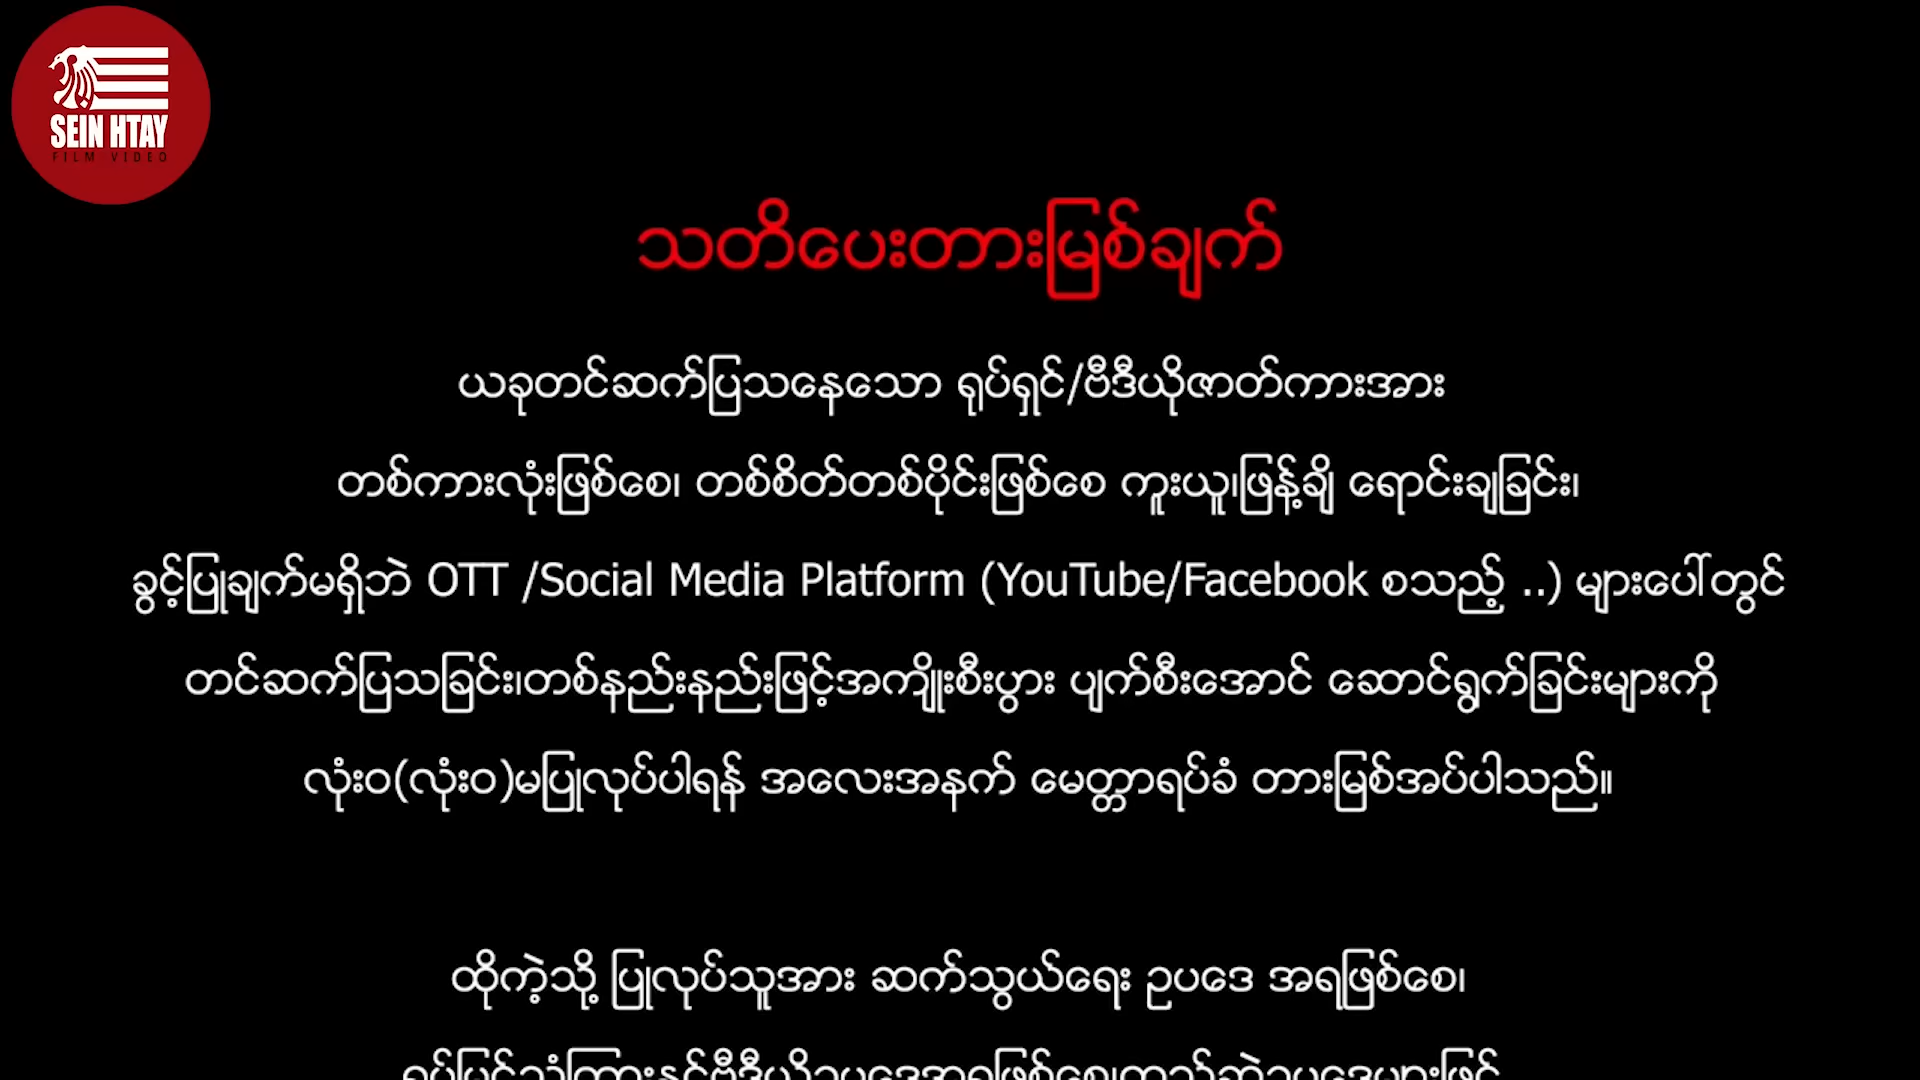 SEIN HTAY
FILM VIDEO
သတိပေးတားမြစ်ချက်
ယခုတင်ဆက်ပြသနေသော ရုပ်ရှင်/ဗီဒီယိုဇာတ်ကားအား
တစ်ကားလုံးဖြစ်စေ၊ တစ်စိတ်တစ်ပိုင်းဖြစ်စေ ကူးယူ၊ဖြန့်ချိ ရောင်းချခြင်း၊
ခွင့်ပြုချက်မရှိဘဲ OTT /Social Media Platform (YouTube/Facebook စသည့် ..) များပေါ်တွင်
တင်ဆက်ပြသခြင်း၊တစ်နည်းနည်းဖြင့်အကျိုးစီးပွား ပျက်စီးအောင် ဆောင်ရွက်ခြင်းများကို
လုံးဝ(လုံးဝ)မပြုလုပ်ပါရန် အလေးအနက် မေတ္တာရပ်ခံ တားမြစ်အပ်ပါသည်။
ထိုကဲ့သို့ ပြုလုပ်သူအား ဆက်သွယ်ရေး ဥပဒေ အရဖြစ်စေ၊